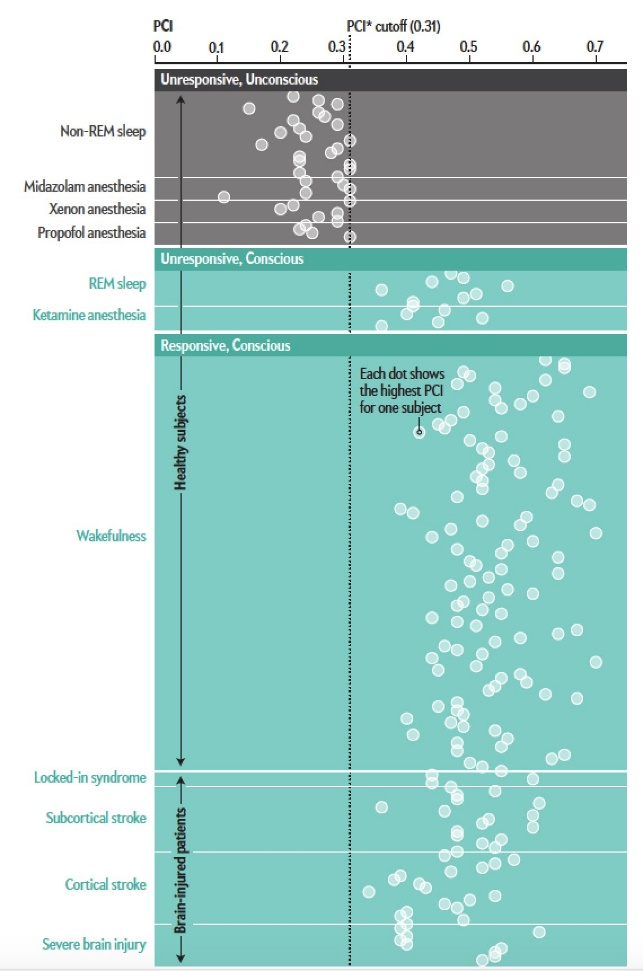 PCI
PCI* cutoff (0.31)
0.0 0.1 0.2 0.3 0.4 0.5 0.6 0.7
Unresponsive, Unconscious
Non-REM sleep
Midazolam anesthesia
Xenon anesthesia
Propofol anesthesia
Unresponsive, Conscious
REM sleep
Ketamine anesthesia
Responsive, Conscious
Each dot shows
the highest PCI
for one subject
Healthy subjects
Wakefulness
Locked-in syndrome
Subcortical stroke
Cortical stroke
Severe brain injury
Brain-injured patients